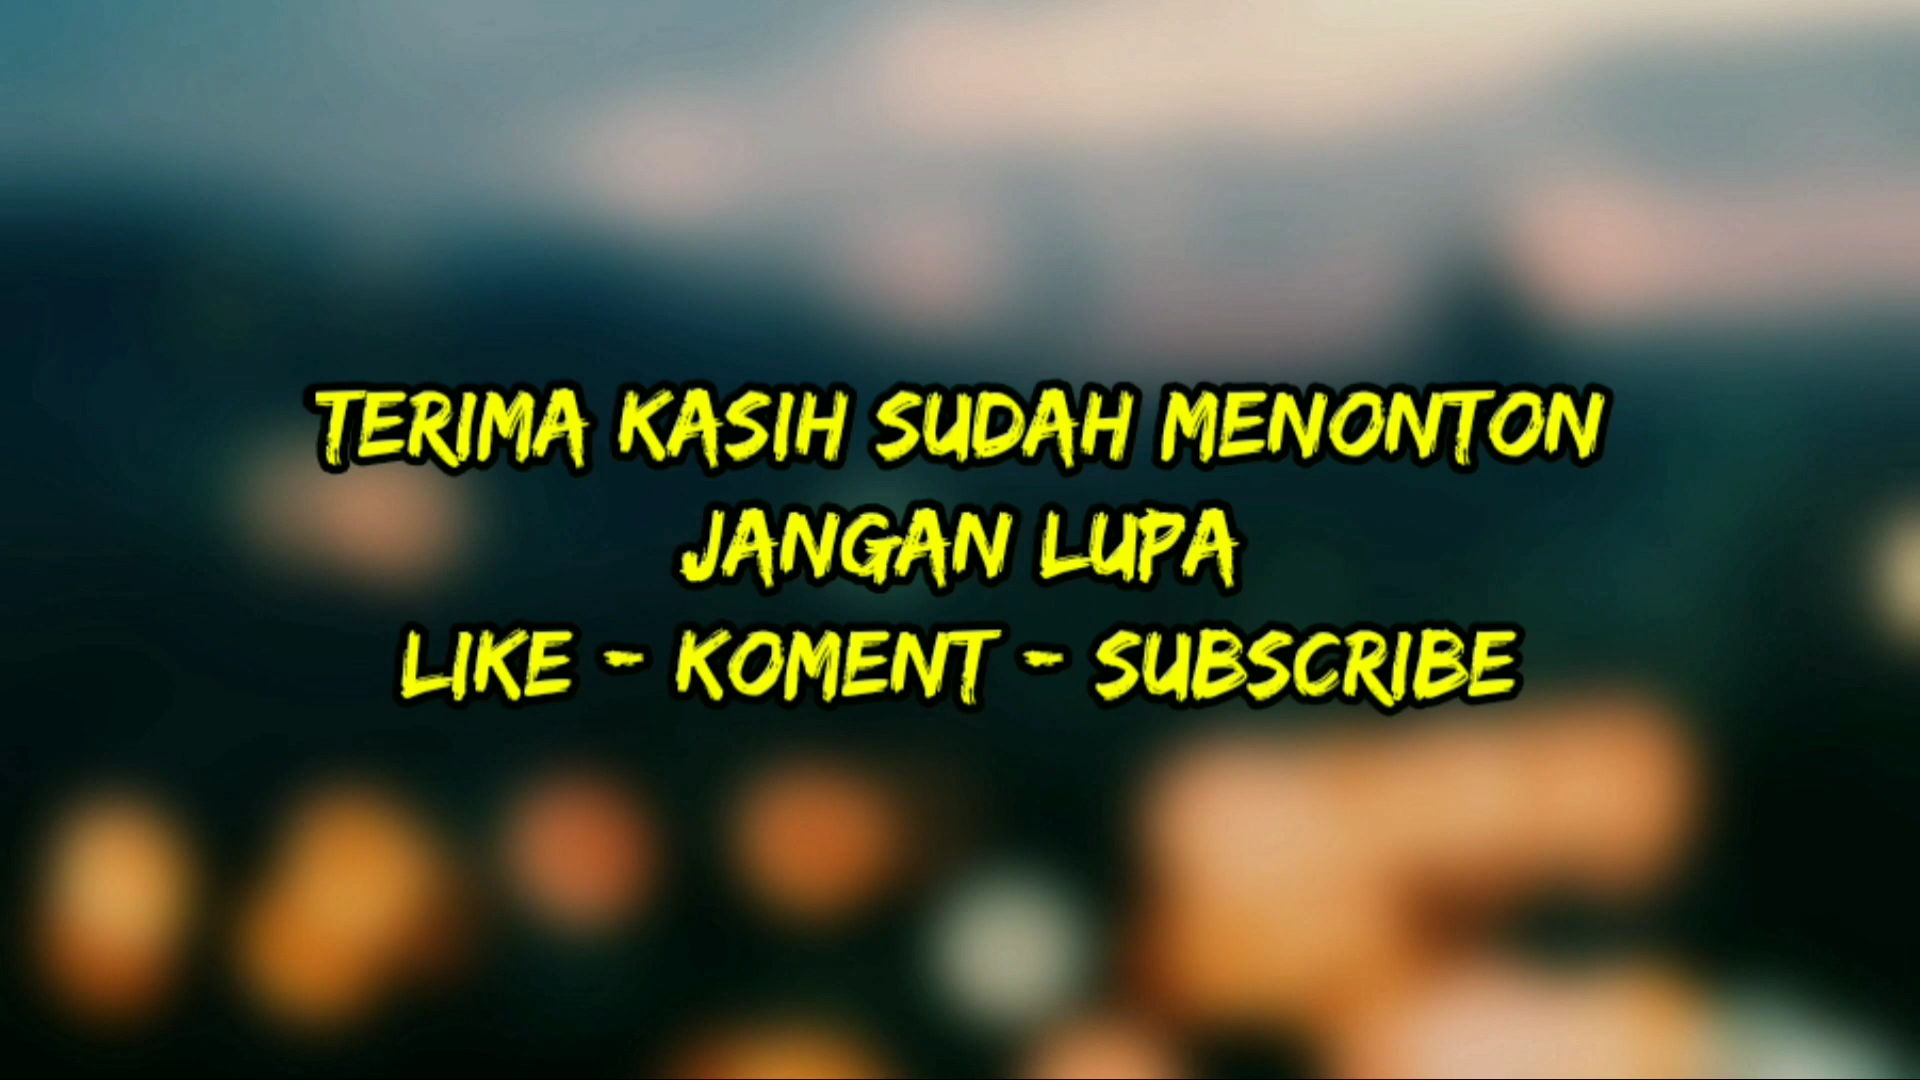 TERIMA KASIH SUDAH MENONTON
JANGAN LUPA
LIKE - KOMENT - SUBSCRIBE